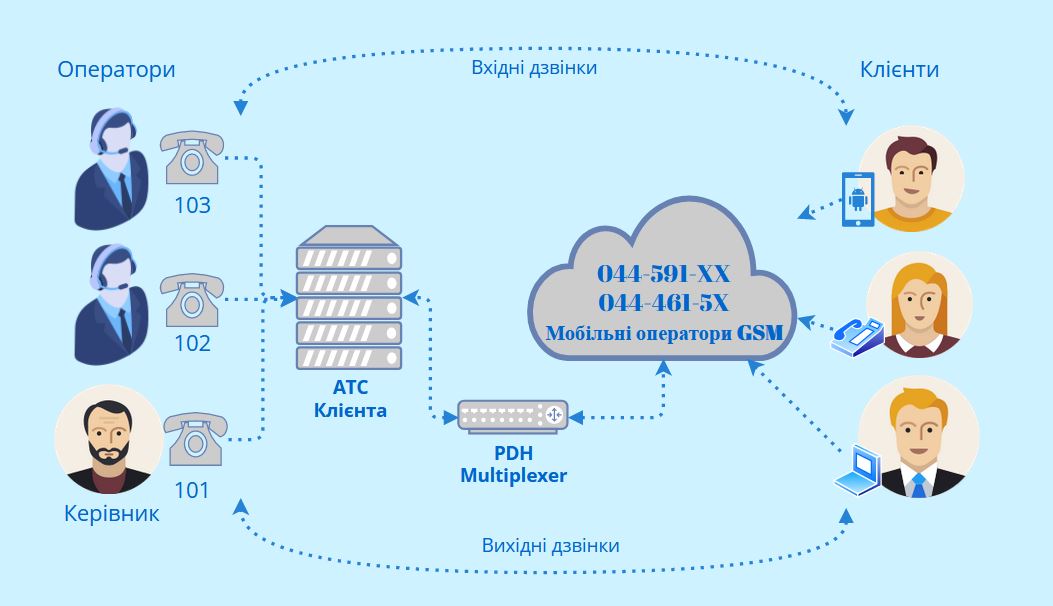 Оператори
Вхідні дзвінки
Клієнти
103
044-591-XX
044-461-5X
Мобільні оператори GSM
102
АТС
Клієнта
PDH
Multiplexer
101
Керівник
Вихідні дзвінки